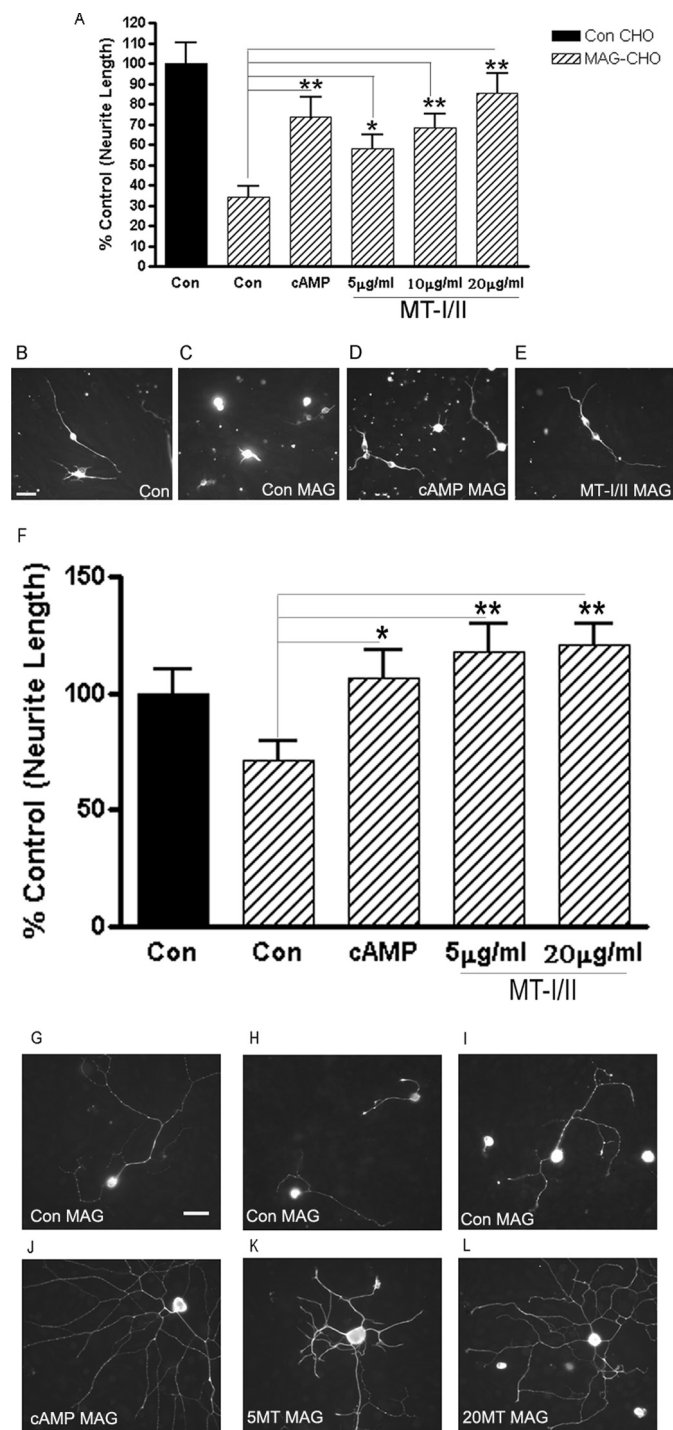 A
Con CHO
MAG-CHO
% Control (Neurite Length)
120
110
100
90
80
70
60
50
40
30
20
10
0
**
*
**
**
Con
Con
cAMP
5μg/ml
10μg/ml
20μg/ml
MT-I/II
B
C
D
E
Con
Con MAG
cAMP MAG
MT-I/II MAG
F
% Control (Neurite Length)
150
100
50
0
*
**
**
Con
Con
cAMP
5μg/ml
20μg/ml
MT-I/II
G
H
I
Con MAG
Con MAG
Con MAG
J
K
L
cAMP MAG
5MT MAG
20MT MAG